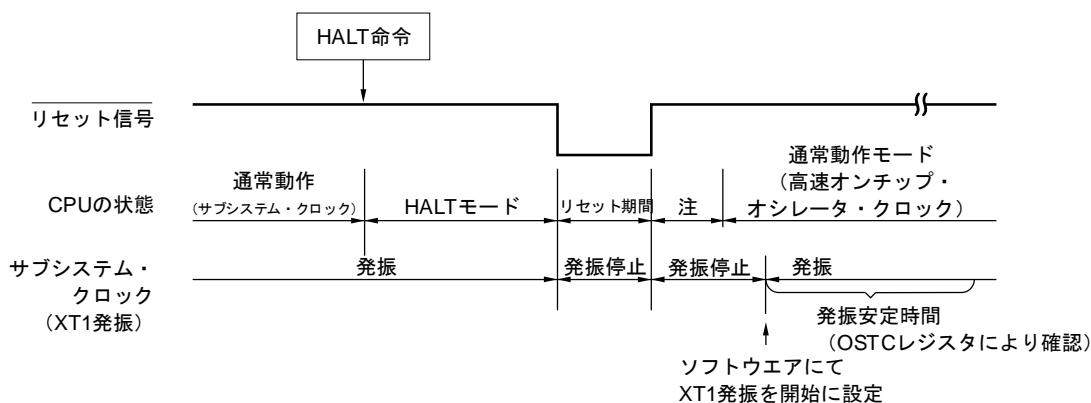 HALT命令
リセット信号
CPUの状態
通常動作
(サブシステム・クロック)
HALTモード
リセット期間
注
通常動作モード
（高速オンチップ・
オシレータ・クロック）
サブシステム・
クロック
（XT1発振）
発振
発振停止
発振停止
発振
発振安定時間
（OSTCレジスタにより確認）
ソフトウエアにて
XT1発振を開始に設定